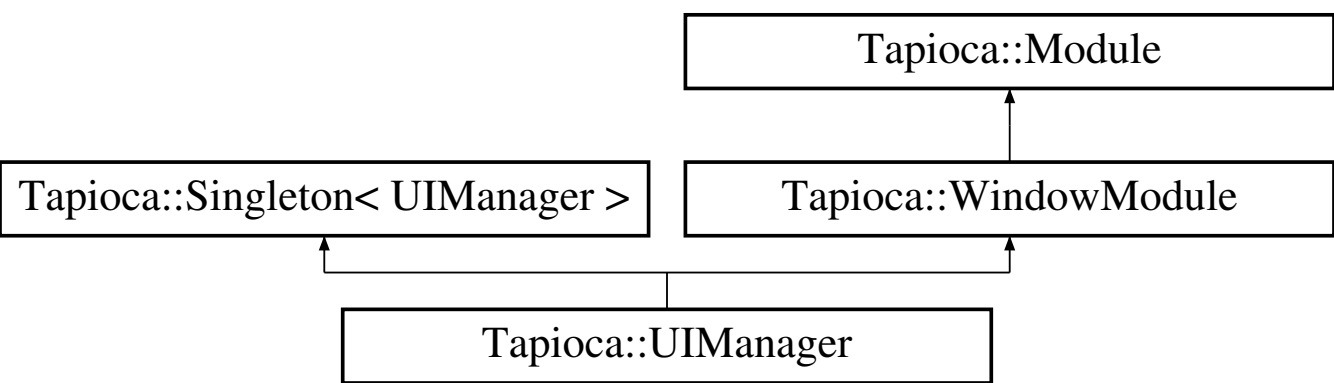 Tapioca::Module
Tapioca::Singleton< UIManager >
Tapioca::WindowModule
Tapioca::UIManager